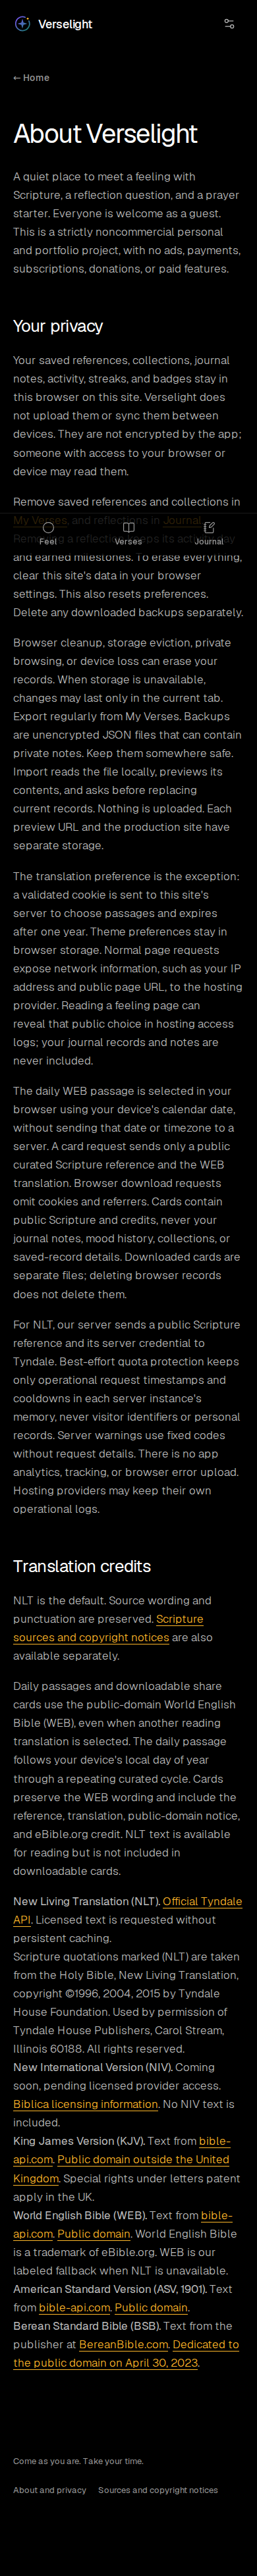 Verselight
← Home
About Verselight
A quiet place to meet a feeling with
Scripture, a reflection question, and a prayer
starter. Everyone is welcome as a guest.
This is a strictly noncommercial personal
and portfolio project, with no ads, payments,
subscriptions, donations, or paid features.
Your privacy
Your saved references, collections, journal
notes, activity, streaks, and badges stay in
this browser on this site. Verselight does
not upload them or sync them between
devices. They are not encrypted by the app;
someone with access to your browser or
device may read them.
Remove saved references and collections in
My Verses, and reflections in Journal.
Removing a reflection keeps its activity day
Feel
Verses
Journal
and earned milestones. To erase everything,
clear this site's data in your browser
settings. This also resets preferences.
Delete any downloaded backups separately.
Browser cleanup, storage eviction, private
browsing, or device loss can erase your
records. When storage is unavailable,
changes may last only in the current tab.
Export regularly from My Verses. Backups
are unencrypted JSON files that can contain
private notes. Keep them somewhere safe.
Import reads the file locally, previews its
contents, and asks before replacing
current records. Nothing is uploaded. Each
preview URL and the production site have
separate storage.
The translation preference is the exception:
a validated cookie is sent to this site's
server to choose passages and expires
after one year. Theme preferences stay in
browser storage. Normal page requests
expose network information, such as your IP
address and public page URL, to the hosting
provider. Reading a feeling page can
reveal that public choice in hosting access
logs; your journal records and notes are
never included.
The daily WEB passage is selected in your
browser using your device's calendar date,
without sending that date or timezone to a
server. A card request sends only a public
curated Scripture reference and the WEB
translation. Browser download requests
omit cookies and referrers. Cards contain
public Scripture and credits, never your
journal notes, mood history, collections, or
saved-record details. Downloaded cards are
separate files; deleting browser records
does not delete them.
For NLT, our server sends a public Scripture
reference and its server credential to
Tyndale. Best-effort quota protection keeps
only operational request timestamps and
cooldowns in each server instance's
memory, never visitor identifiers or personal
records. Server warnings use fixed codes
without request details. There is no app
analytics, tracking, or browser error upload.
Hosting providers may keep their own
operational logs.
Translation credits
NLT is the default. Source wording and
punctuation are preserved. Scripture
sources and copyright notices are also
available separately.
Daily passages and downloadable share
cards use the public-domain World English
Bible (WEB), even when another reading
translation is selected. The daily passage
follows your device's local day of year
through a repeating curated cycle. Cards
preserve the WEB wording and include the
reference, translation, public-domain notice,
and eBible.org credit. NLT text is available
for reading but is not included in
downloadable cards.
New Living Translation (NLT). Official Tyndale
API. Licensed text is requested without
persistent caching.
Scripture quotations marked (NLT) are taken
from the Holy Bible, New Living Translation,
copyright ©1996, 2004, 2015 by Tyndale
House Foundation. Used by permission of
Tyndale House Publishers, Carol Stream,
Illinois 60188. All rights reserved.
New International Version (NIV). Coming
soon, pending licensed provider access.
Biblica licensing information. No NIV text is
included.
King James Version (KJV). Text from bible-
api.com. Public domain outside the United
Kingdom. Special rights under letters patent
apply in the UK.
World English Bible (WEB). Text from bible-
api.com. Public domain. World English Bible
is a trademark of eBible.org. WEB is our
labeled fallback when NLT is unavailable.
American Standard Version (ASV, 1901). Text
from bible-api.com. Public domain.
Berean Standard Bible (BSB). Text from the
publisher at BereanBible.com. Dedicated to
the public domain on April 30, 2023.
Come as you are. Take your time.
About and privacy
Sources and copyright notices